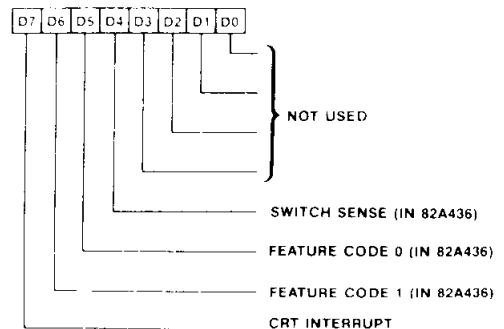 D7 D6 D5 D4 D3 D2 D1 D0
NOT USED
SWITCH SENSE (IN 82A436)
FEATURE CODE 0 (IN 82A436)
FEATURE CODE 1 (IN 82A436)
CRT INTERRUPT